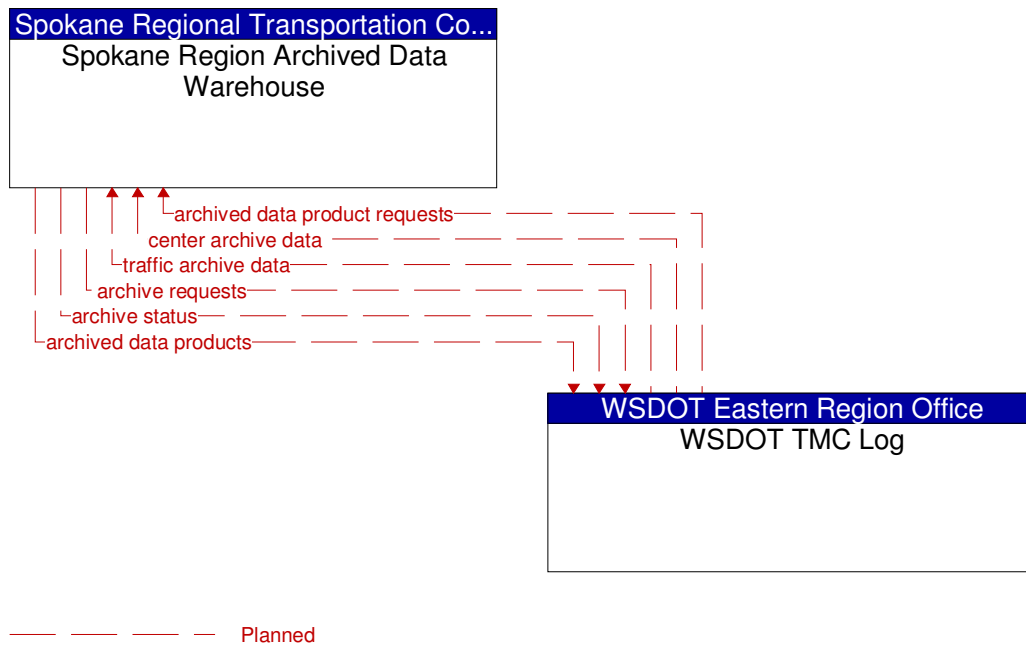 Spokane Regional Transportation Co...
Spokane Region Archived Data
Warehouse
archived data product requests
center archive data
traffic archive data
archive requests
archive status
archived data products
WSDOT Eastern Region Office
WSDOT TMC Log
Planned